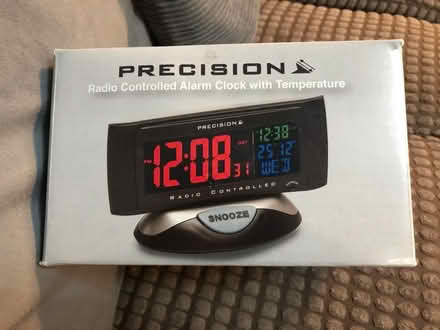 PRECISION
Radio Controlled Alarm Clock with Temperature
PRECISION
PM 12:08 31
12:38
25 12
WED
RADIO CONTROLLED
SNOOZE